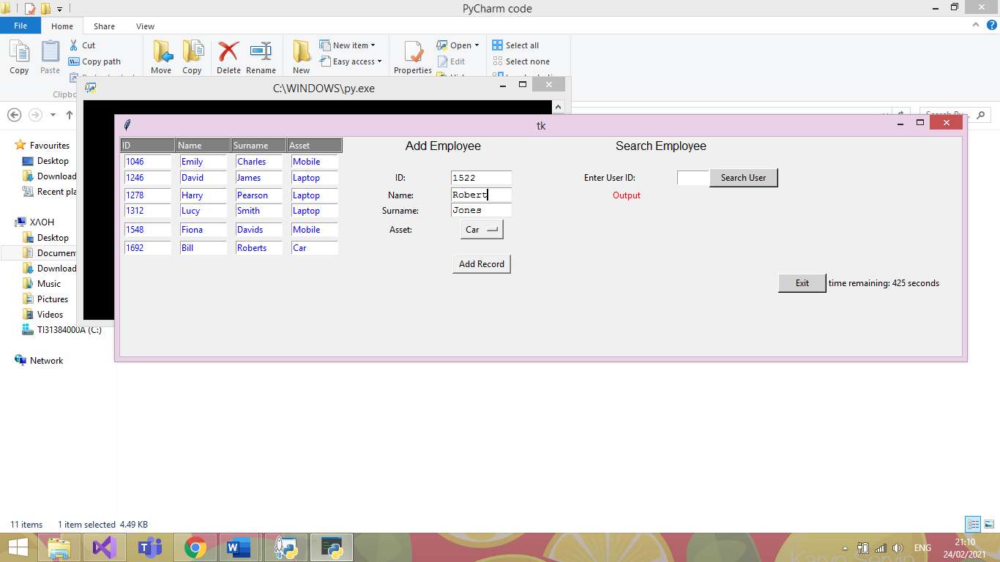 PyCharm code
File Home Share View
Cut
Copy path
Copy Paste
Move Copy Delete Rename
New
New item
Easy access
Properties
Open
Edit
Select all
Select none
C:\WINDOWS\py.exe
tk
Favourites
Desktop
Download
Recent pla
ΧΛΟΗ
Desktop
Documen
Download
Music
Pictures
Videos
TI31384000A (C:)
Network
ID Name Surname Asset
1046 Emily Charles Mobile
1246 David James Laptop
1278 Harry Pearson Laptop
1312 Lucy Smith Laptop
1548 Fiona Davids Mobile
1692 Bill Roberts Car
Add Employee
ID: 1522
Name: Robert
Surname: Jones
Asset: Car
Add Record
Search Employee
Enter User ID: Search User
Output
Exit time remaining: 425 seconds
11 items 1 item selected 4.49 KB
ENG
21:10
24/02/2021